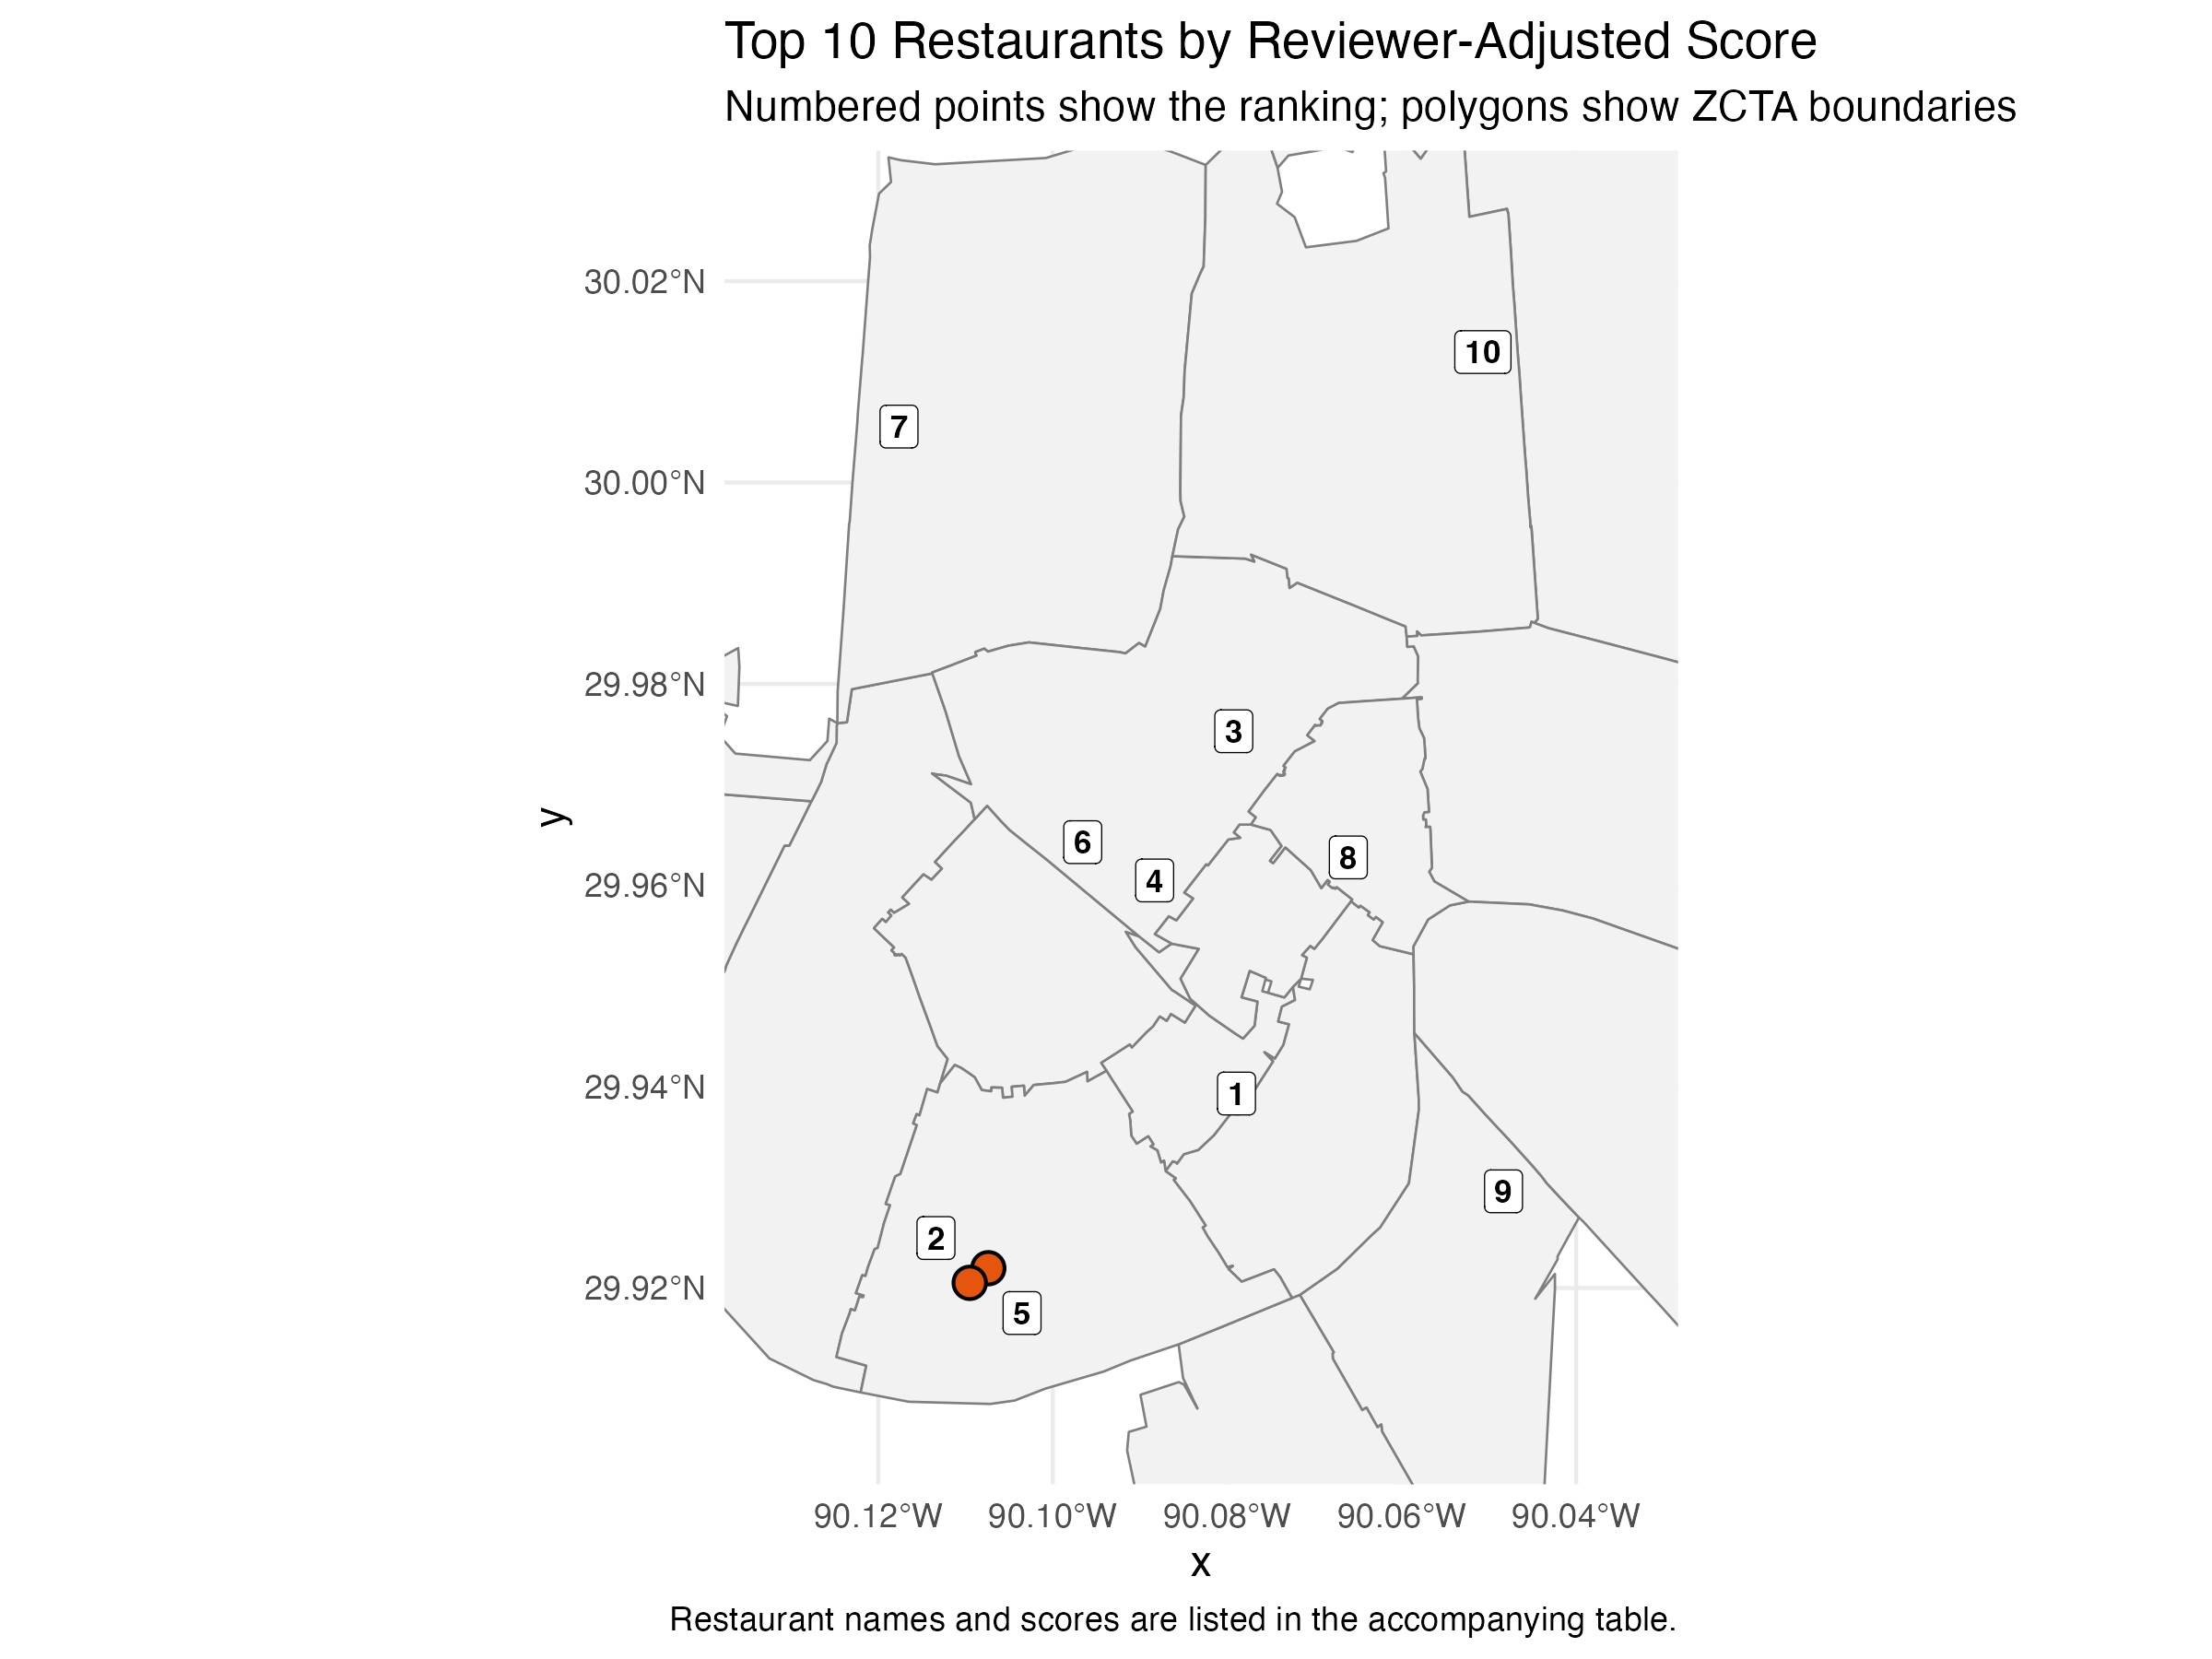 Top 10 Restaurants by Reviewer-Adjusted Score
Numbered points show the ranking; polygons show ZCTA boundaries
30.02°N
10
7
30.00°N
29.98°N
3
y
6
8
4
29.96°N
29.94°N
1
9
2
29.92°N
5
90.12°W 90.10°W 90.08°W 90.06°W 90.04°W
x
Restaurant names and scores are listed in the accompanying table.